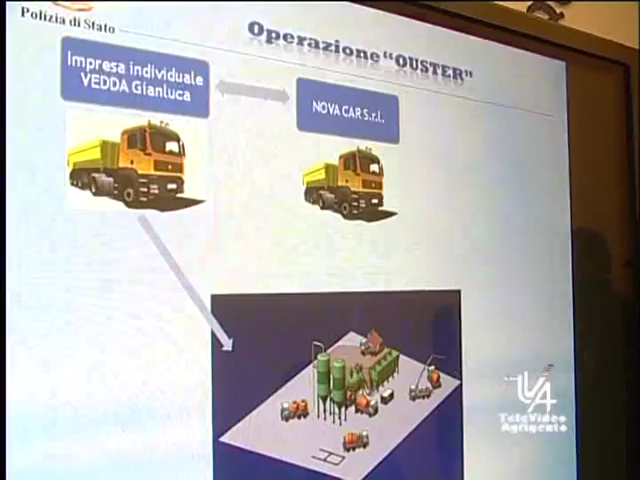 Polizia di Stato
Operazione "OUSTER"
Impresa individuale
VEDDA Gianluca
NOVA CAR S.r.l.
TeleVideo
Agrigento